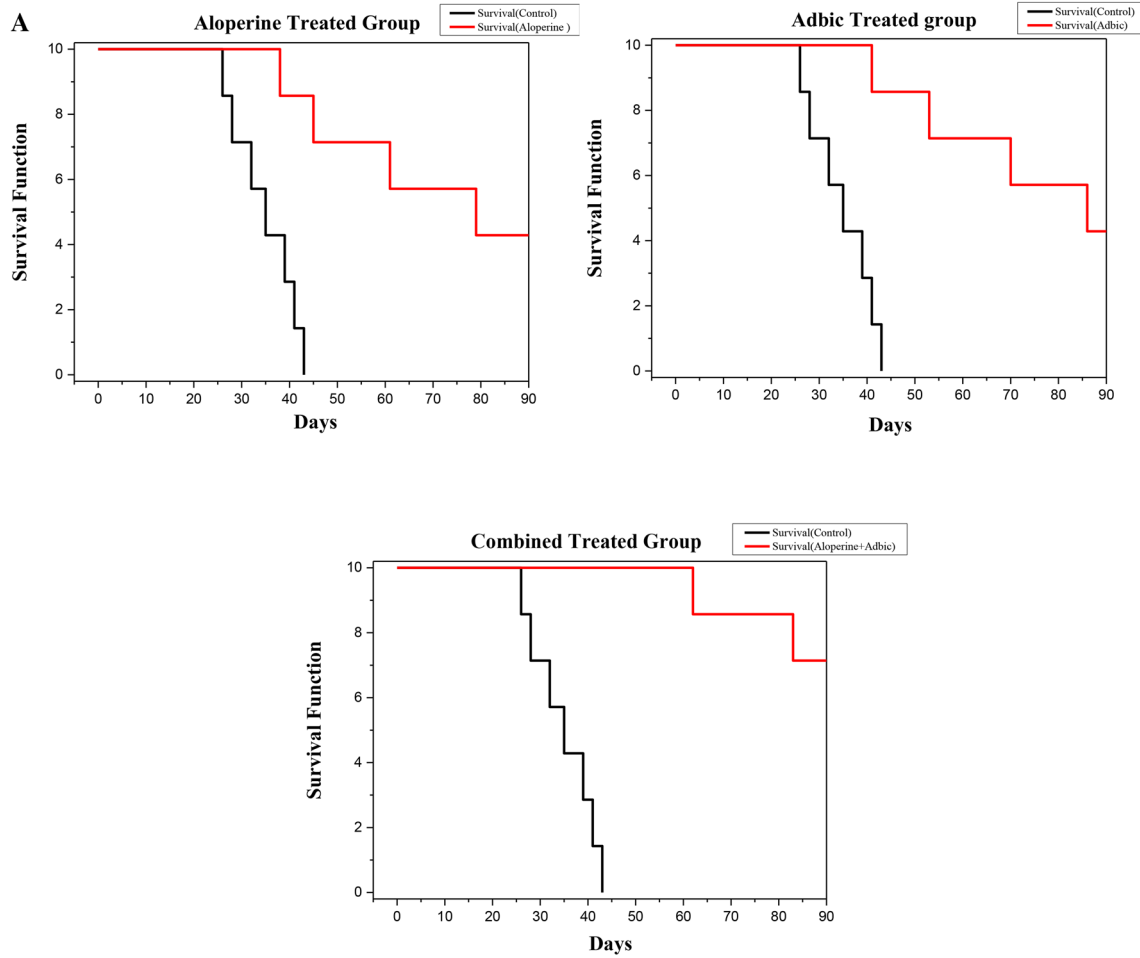 A
Aloperine Treated Group
Survival(Control)
Survival(Aloperine )
Survival Function
10
8
6
4
2
0
0 10 20 30 40 50 60 70 80 90
Days
Adbic Treated group
Survival(Control)
Survival(Adbic)
Survival Function
10
8
6
4
2
0
0 10 20 30 40 50 60 70 80 90
Days
Combined Treated Group
Survival(Control)
Survival(Aloperine+Adbic)
Survival Function
10
8
6
4
2
0
0 10 20 30 40 50 60 70 80 90
Days